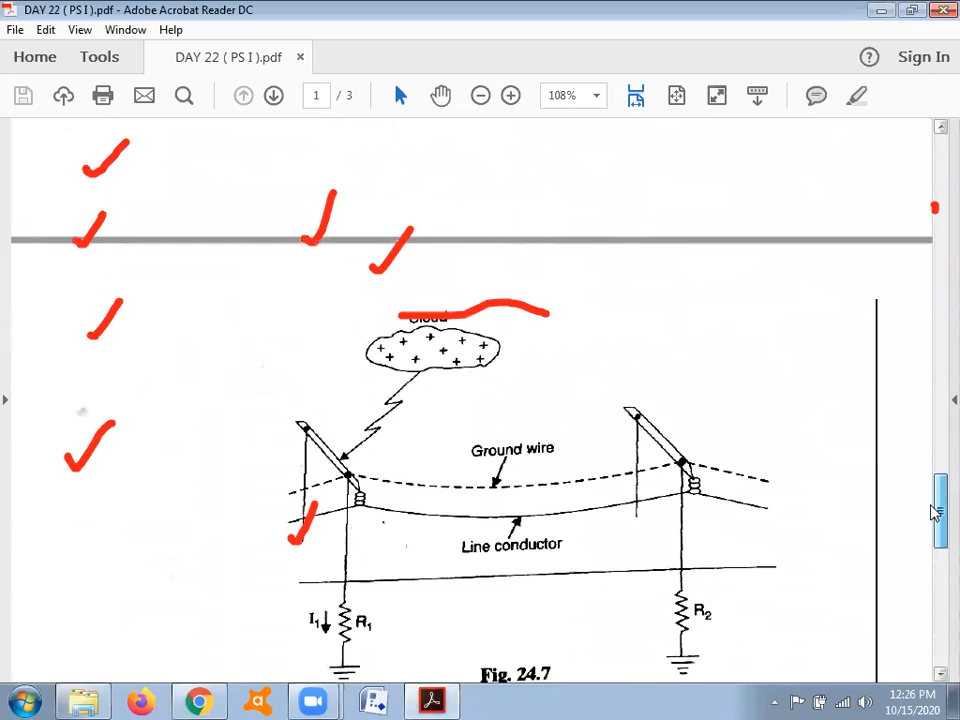 DAY 22 ( PS I ).pdf - Adobe Acrobat Reader DC
File Edit View Window Help
Home Tools DAY 22 ( PS I ).pdf × ? Sign In
1 / 3 108%
Cloud
Ground wire
Line conductor
I1 R1
R2
Fig. 24.7
12:26 PM
10/15/2020